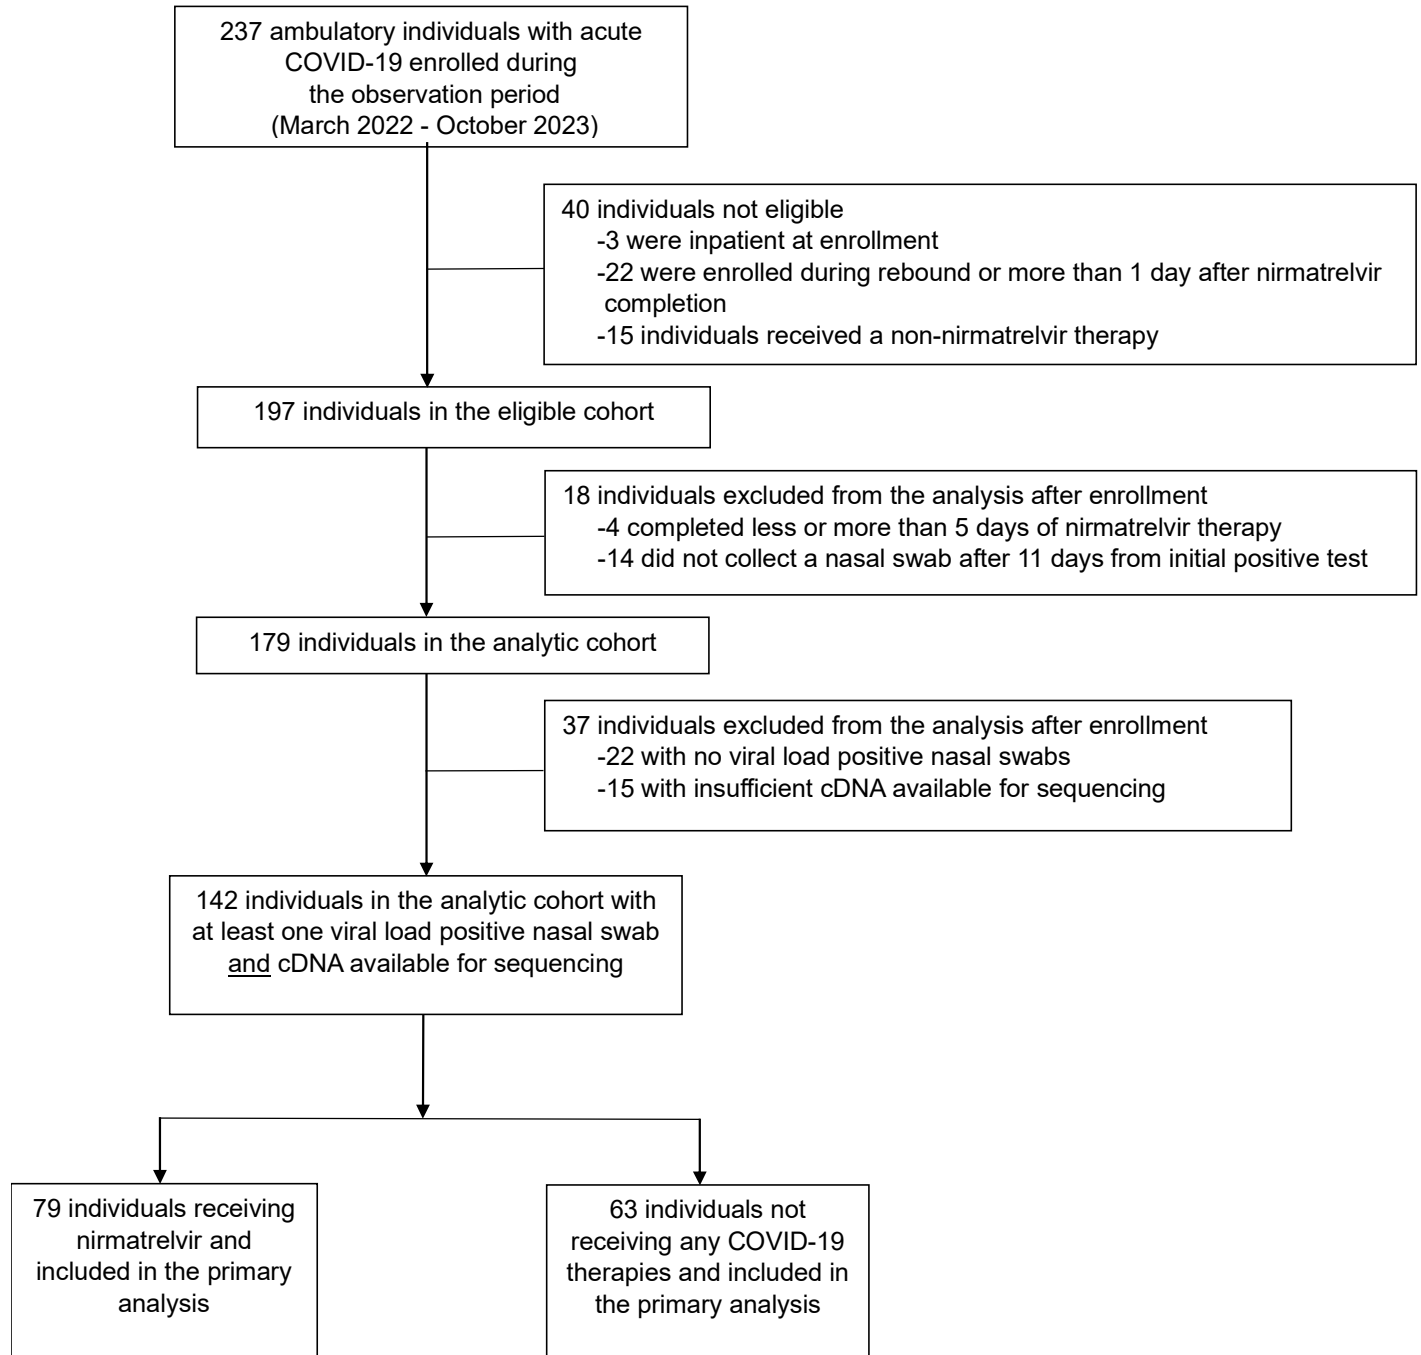 237 ambulatory individuals with acute
COVID-19 enrolled during
the observation period
(March 2022 - October 2023)
40 individuals not eligible
-3 were inpatient at enrollment
-22 were enrolled during rebound or more than 1 day after nirmatrelvir
completion
-15 individuals received a non-nirmatrelvir therapy
197 individuals in the eligible cohort
18 individuals excluded from the analysis after enrollment
-4 completed less or more than 5 days of nirmatrelvir therapy
-14 did not collect a nasal swab after 11 days from initial positive test
179 individuals in the analytic cohort
37 individuals excluded from the analysis after enrollment
-22 with no viral load positive nasal swabs
-15 with insufficient cDNA available for sequencing
142 individuals in the analytic cohort with
at least one viral load positive nasal swab
and cDNA available for sequencing
79 individuals receiving
nirmatrelvir and
included in the primary
analysis
63 individuals not
receiving any COVID-19
therapies and included in
the primary analysis